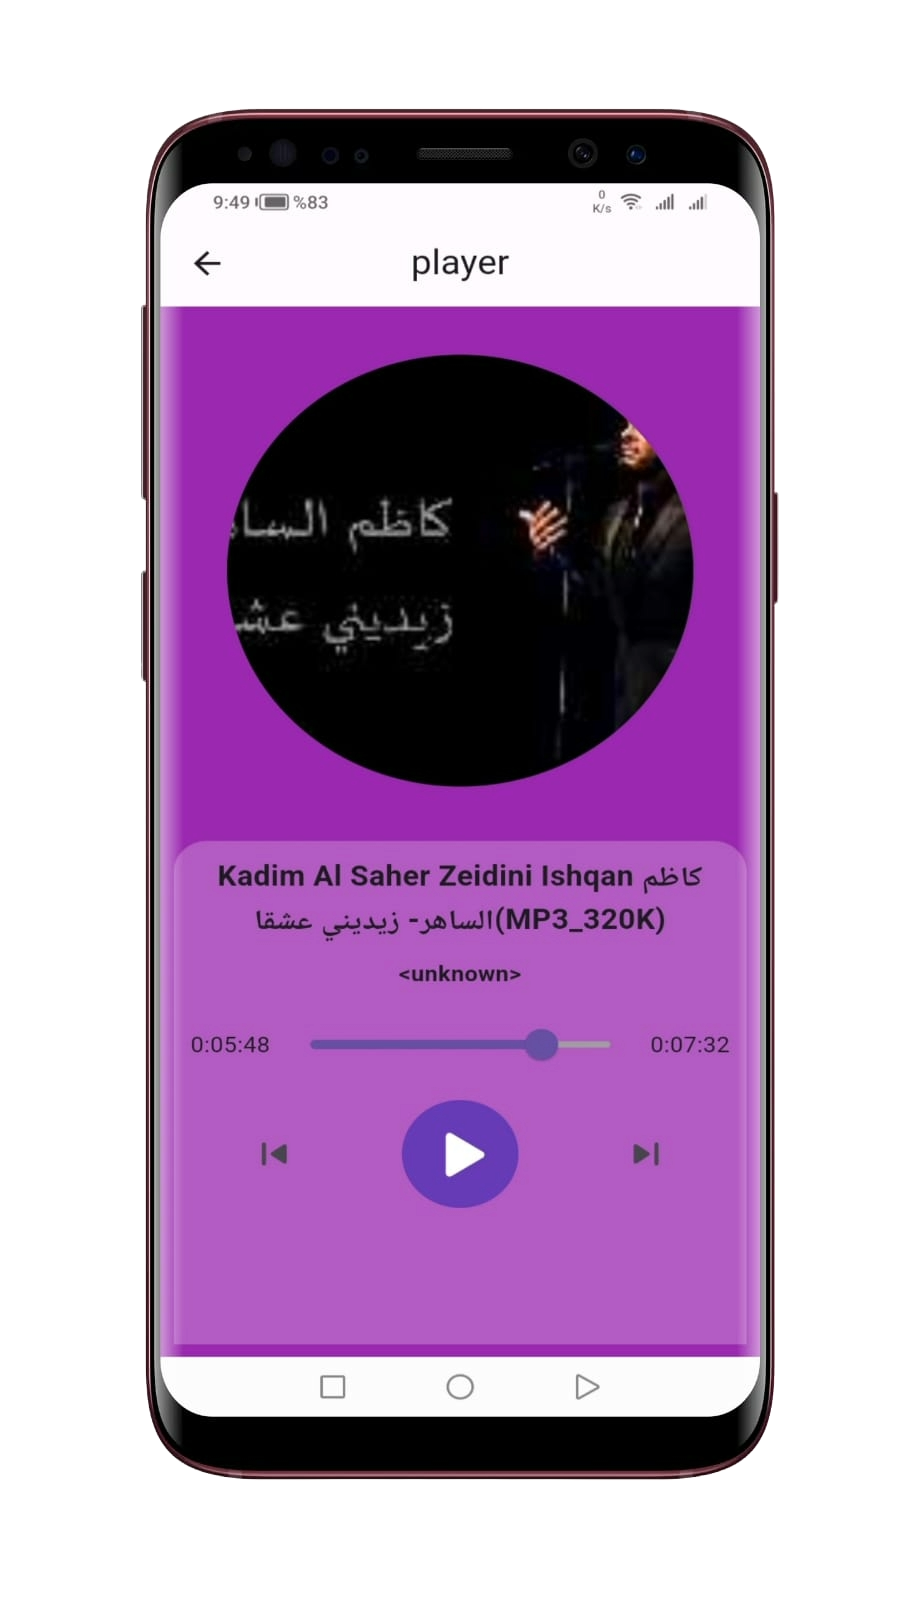 9:49 %83
0 K/s
player
كاظم السا
زيديني عش
Kadim Al Saher Zeidini Ishqan كاظم
الساهر- زيديني عشقا(MP3_320K)
<unknown>
0:05:48 0:07:32